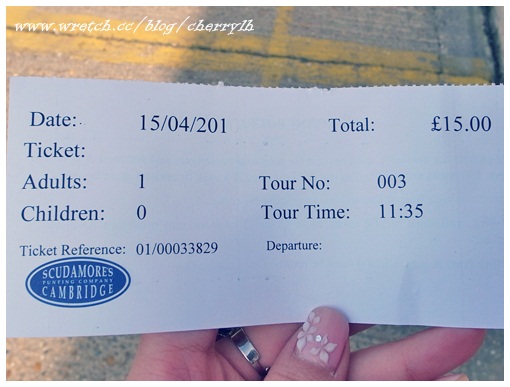 www.wretch.cc/blog/cherrylh
Date: 15/04/201 Total: £15.00
Ticket:
Adults: 1 Tour No: 003
Children: 0 Tour Time: 11:35
Ticket Reference: 01/00033829 Departure:
SCUDAMORE'S
PUNTING COMPANY
CAMBRIDGE